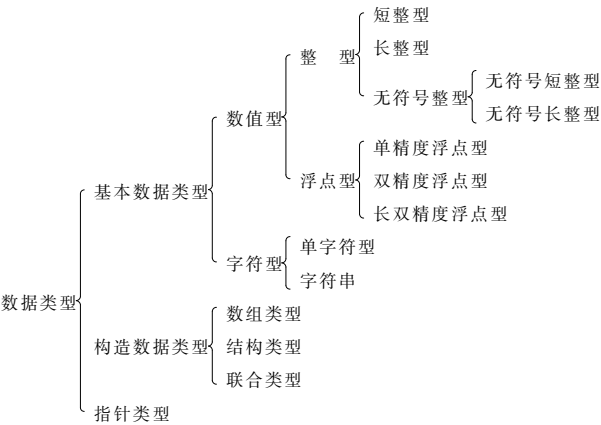 短整型
长整型
整 型
无符号整型
无符号短整型
无符号长整型
数值型
单精度浮点型
浮点型
双精度浮点型
长双精度浮点型
基本数据类型
单字符型
字符型
字符串
数据类型
数组类型
构造数据类型
结构类型
联合类型
指针类型